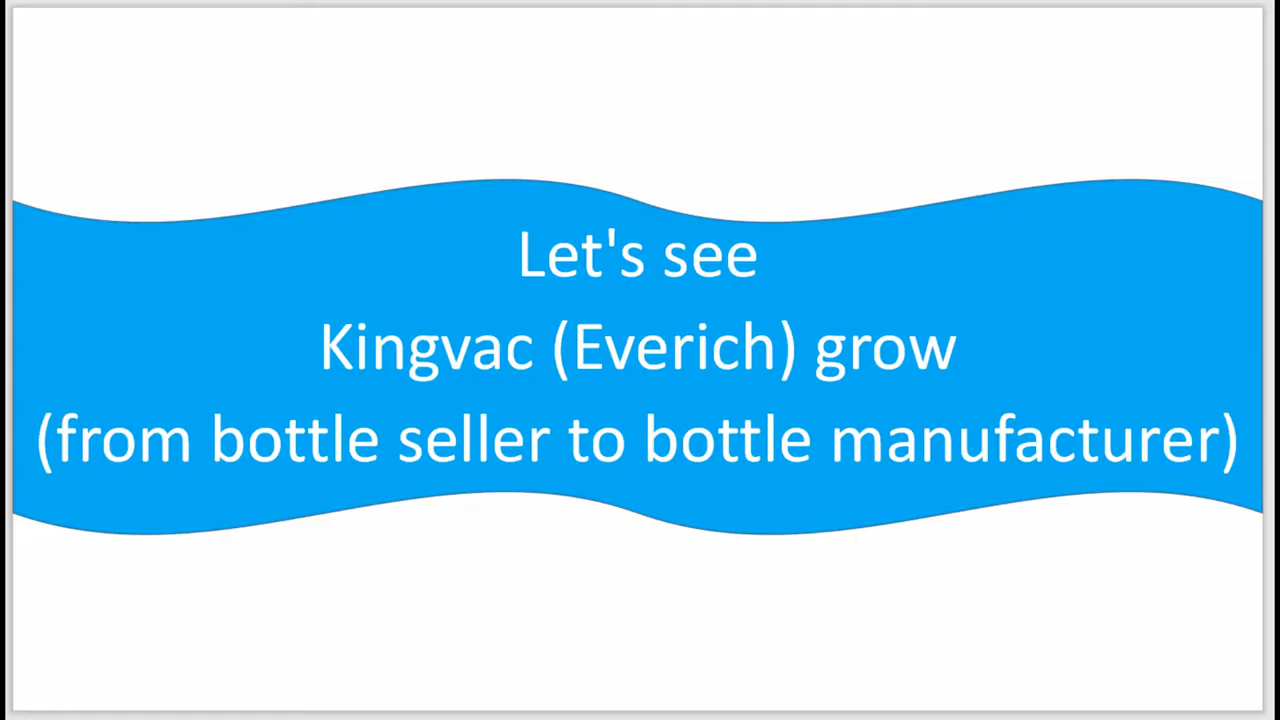 Let's see
Kingvac (Everich) grow
(from bottle seller to bottle manufacturer)